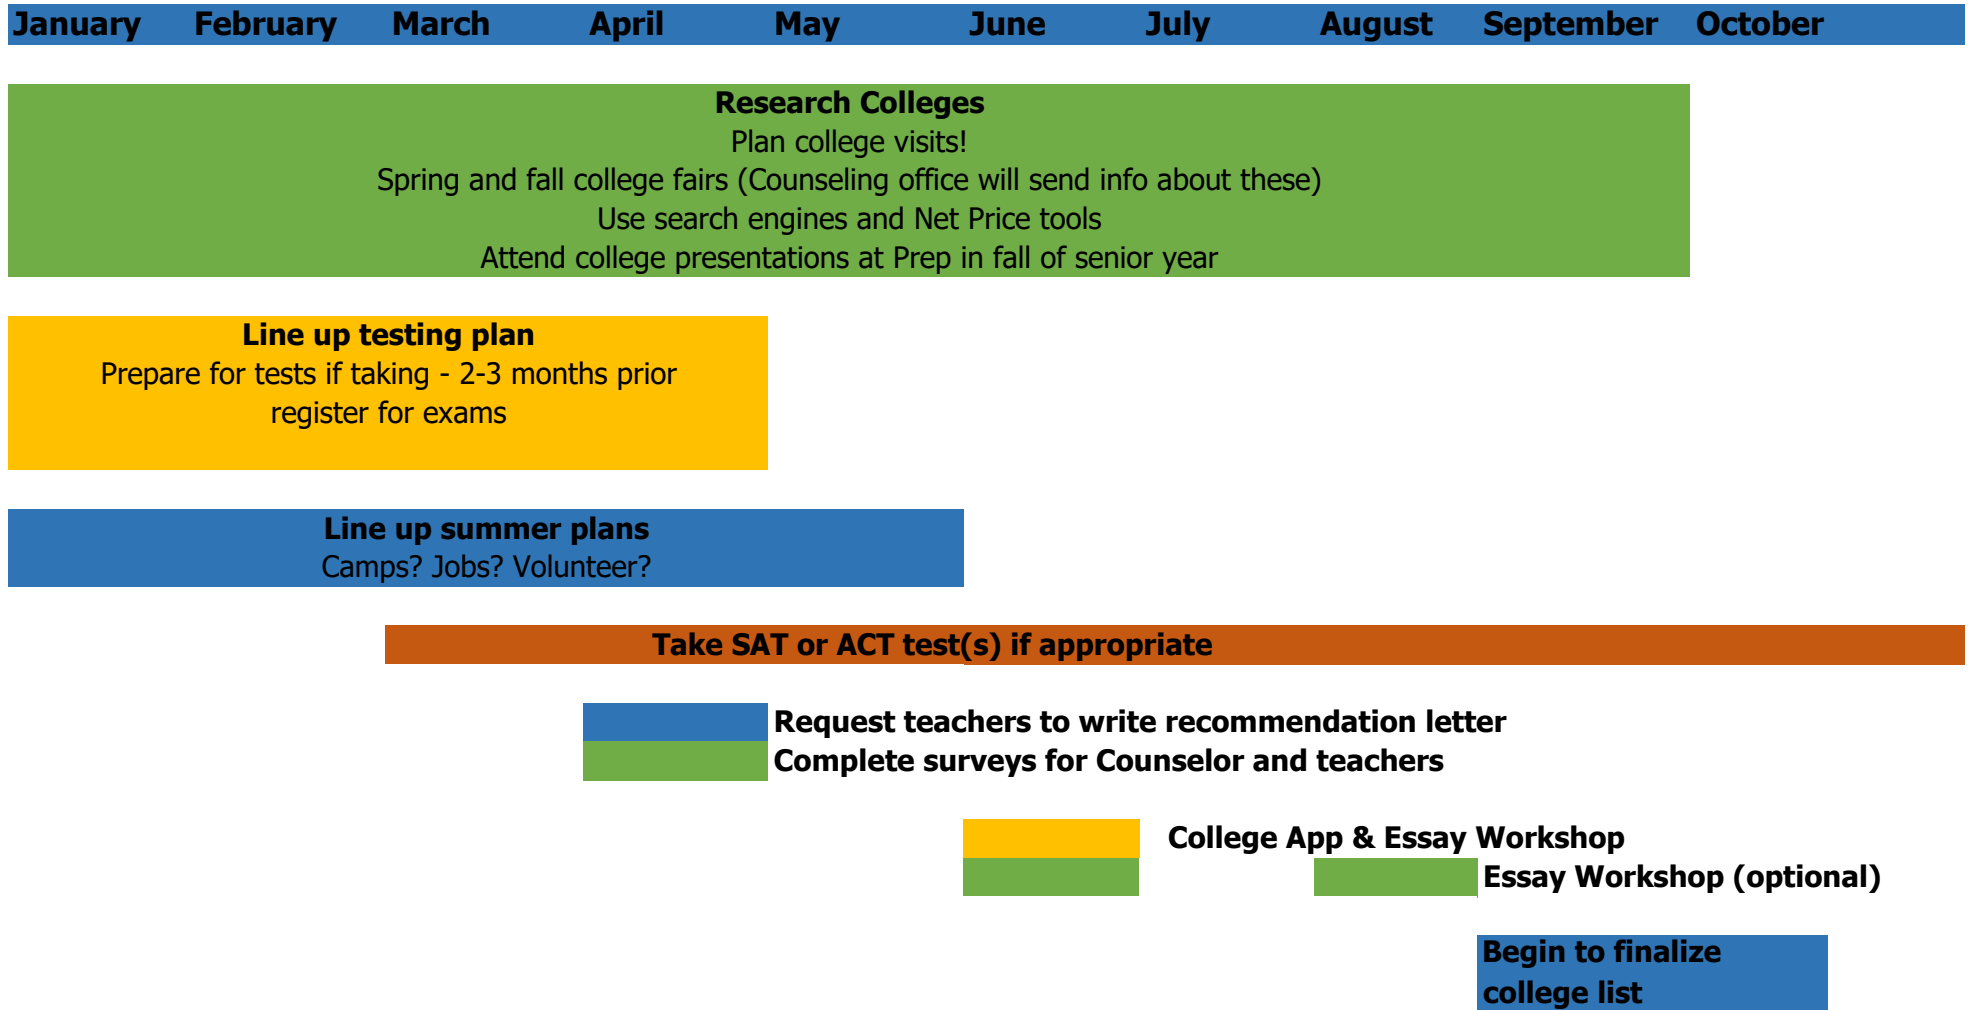 January February March April May June July August September October
Research Colleges
Plan college visits!
Spring and fall college fairs (Counseling office will send info about these)
Use search engines and Net Price tools
Attend college presentations at Prep in fall of senior year
Line up testing plan
Prepare for tests if taking - 2-3 months prior
register for exams
Line up summer plans
Camps? Jobs? Volunteer?
Take SAT or ACT test(s) if appropriate
Request teachers to write recommendation letter
Complete surveys for Counselor and teachers
College App & Essay Workshop
Essay Workshop (optional)
Begin to finalize
college list